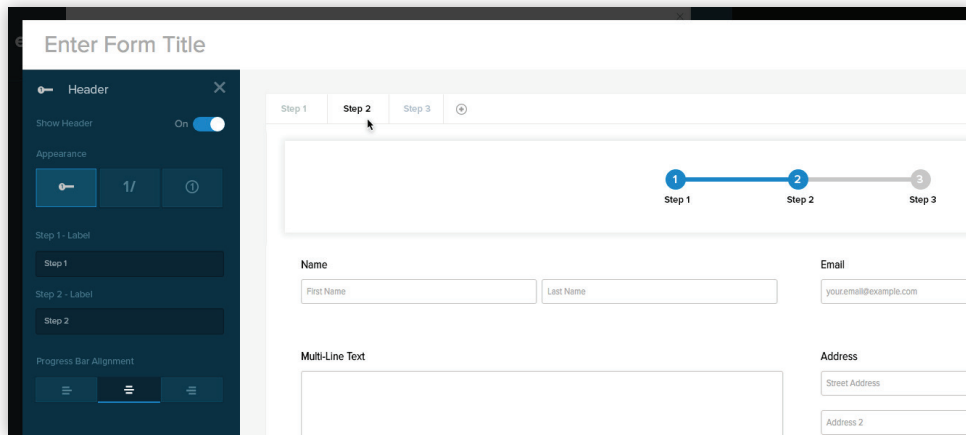 Enter Form Title
Header
Show Header
On
Appearance
1/
1
Step 1 - Label
Step 1
Step 2 - Label
Step 2
Progress Bar Alignment
Step 1 Step 2 Step 3
1 2 3
Step 1 Step 2 Step 3
Name
First Name Last Name
Email
your.email@example.com
Multi-Line Text
Address
Street Address
Address 2